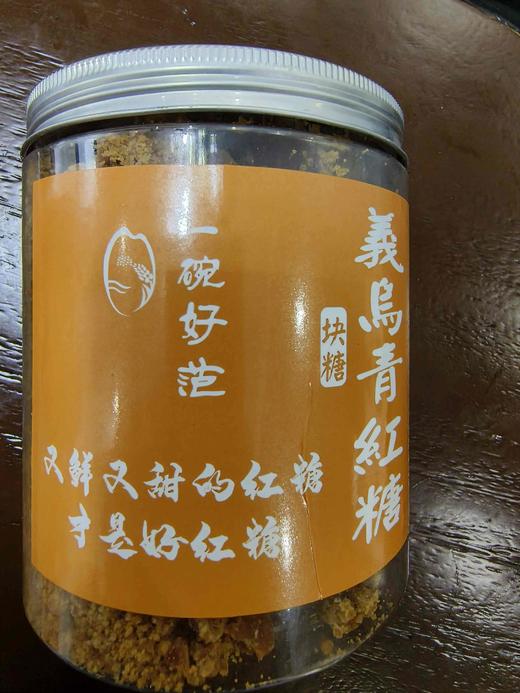 義烏青紅糖
块糖
一碗好范
又鲜又甜的红糖
才是好红糖